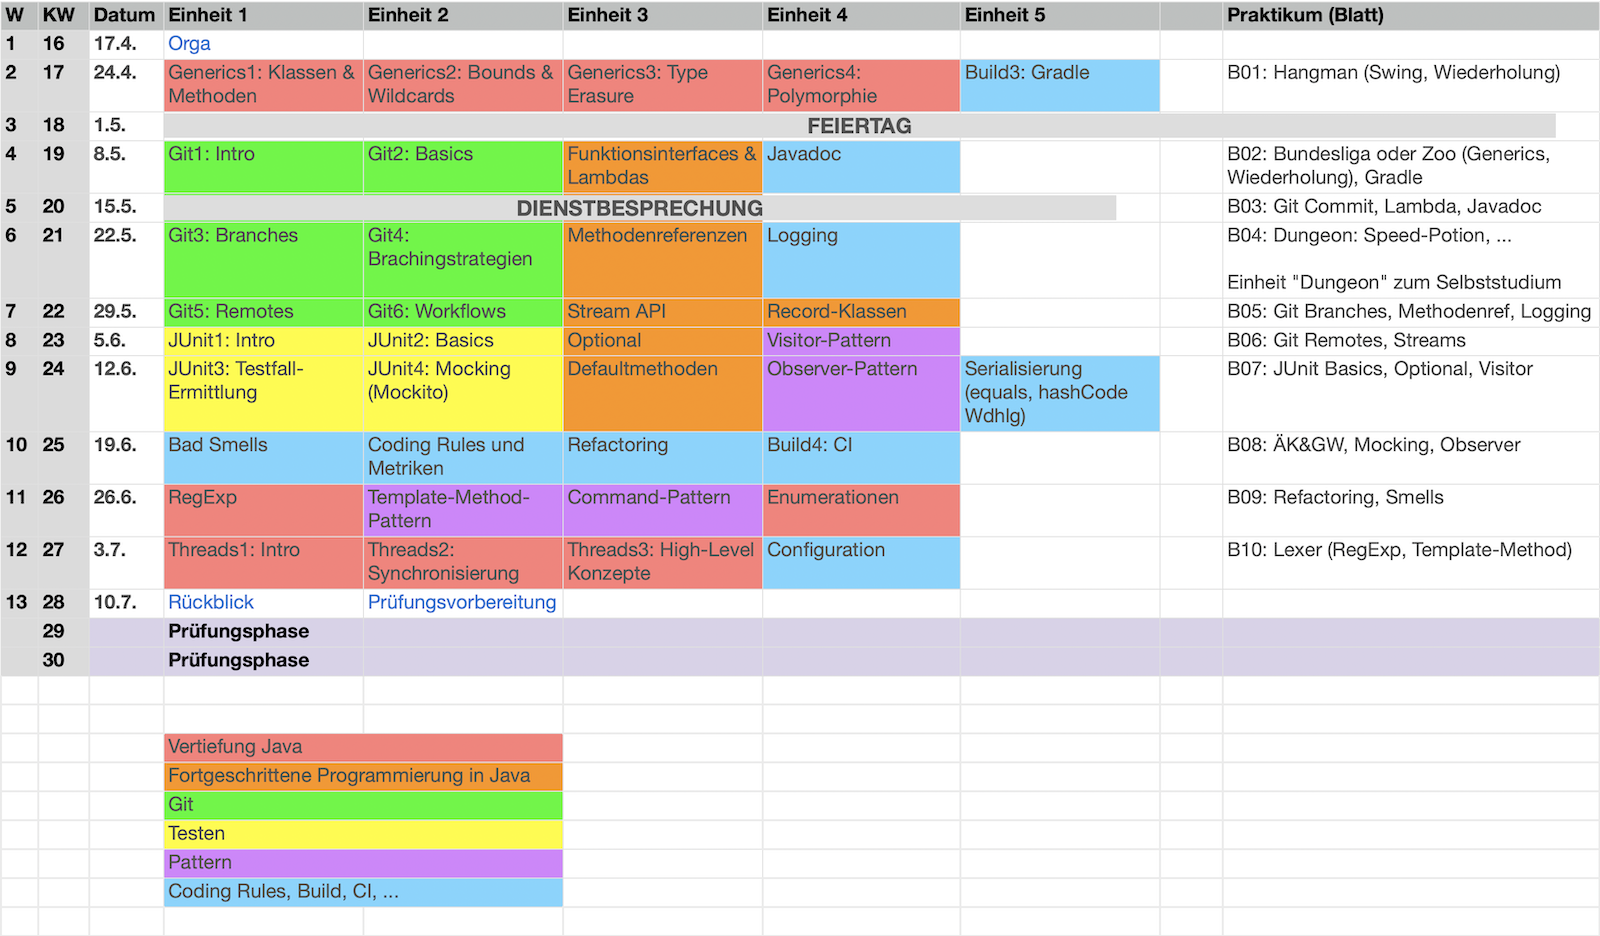 W KW Datum Einheit 1 Einheit 2 Einheit 3 Einheit 4 Einheit 5 Praktikum (Blatt)
1 16 17.4. Orga
2 17 24.4. Generics1: Klassen & Generics2: Bounds & Generics3: Type Generics4: Build3: Gradle B01: Hangman (Swing, Wiederholung)
Methoden Wildcards Erasure Polymorphie
3 18 1.5. FEIERTAG
4 19 8.5. Git1: Intro Git2: Basics Funktionsinterfaces & Javadoc B02: Bundesliga oder Zoo (Generics,
Lambdas Wiederholung), Gradle
5 20 15.5. DIENSTBESPRECHUNG B03: Git Commit, Lambda, Javadoc
6 21 22.5. Git3: Branches Git4: Methodenreferenzen Logging B04: Dungeon: Speed-Potion, ...
Brachingstrategien
Einheit "Dungeon" zum Selbststudium
7 22 29.5. Git5: Remotes Git6: Workflows Stream API Record-Klassen B05: Git Branches, Methodenref, Logging
8 23 5.6. JUnit1: Intro JUnit2: Basics Optional Visitor-Pattern B06: Git Remotes, Streams
9 24 12.6. JUnit3: Testfall- JUnit4: Mocking Defaultmethoden Observer-Pattern Serialisierung B07: JUnit Basics, Optional, Visitor
Ermittlung (Mockito) (equals, hashCode
Wdhlg)
10 25 19.6. Bad Smells Coding Rules und Refactoring Build4: CI B08: ÄK&GW, Mocking, Observer
Metriken
11 26 26.6. RegExp Template-Method- Command-Pattern Enumerationen B09: Refactoring, Smells
Pattern
12 27 3.7. Threads1: Intro Threads2: Threads3: High-Level Configuration B10: Lexer (RegExp, Template-Method)
Synchronisierung Konzepte
13 28 10.7. Rückblick Prüfungsvorbereitung
29 Prüfungsphase
30 Prüfungsphase
Vertiefung Java
Fortgeschrittene Programmierung in Java
Git
Testen
Pattern
Coding Rules, Build, CI, ...